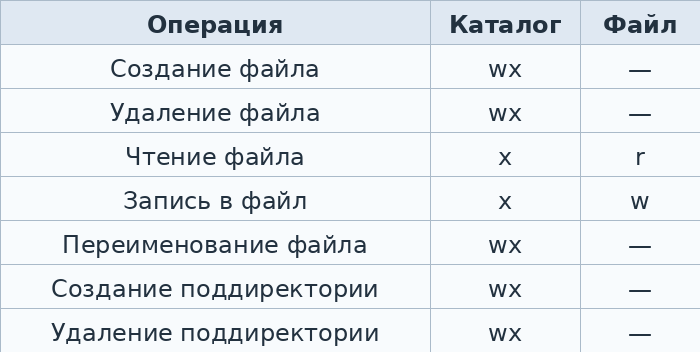 Операция Каталог Файл
Создание файла wx —
Удаление файла wx —
Чтение файла x r
Запись в файл x w
Переименование файла wx —
Создание поддиректории wx —
Удаление поддиректории wx —